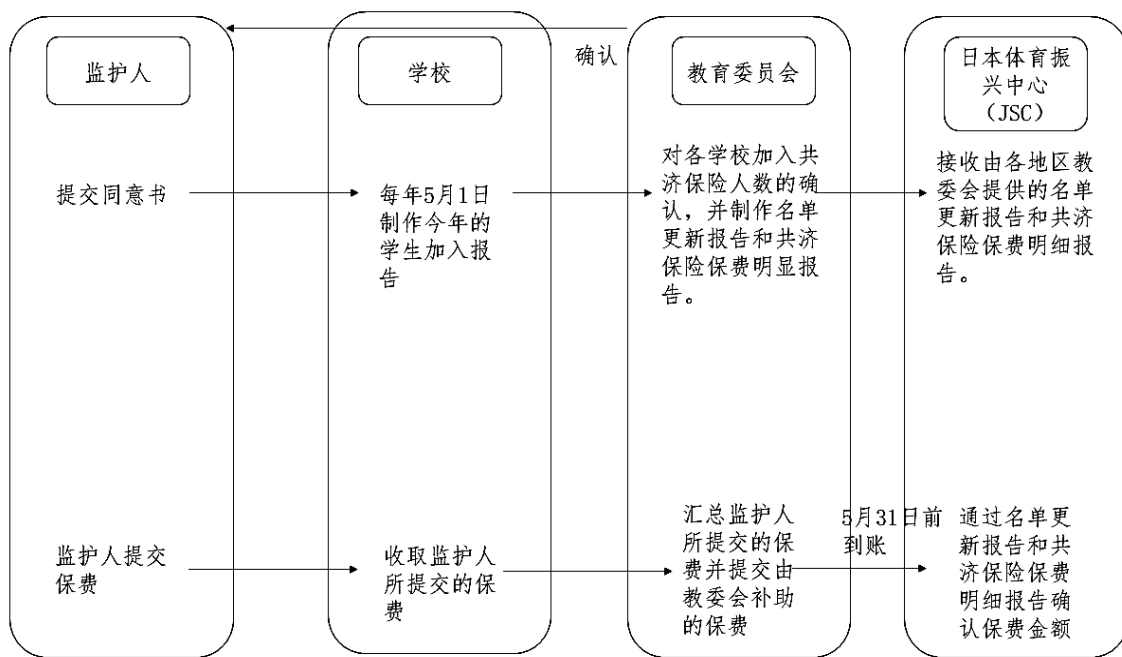 确认
监护人
学校
教育委员会
日本体育振
兴中心
（JSC）
提交同意书
每年5月1日
制作今年的
学生加入报
告
对各学校加入共
济保险人数的确
认，并制作名单
更新报告和共济
保险保费明显报
告。
接收由各地区教
委会提供的名单
更新报告和共济
保险保费明细报
告。
监护人提交
保费
收取监护人
所提交的保
费
汇总监护人
所提交的保
费并提交由
教委会补助
的保费
5月31日前
到账
通过名单更
新报告和共
济保险保费
明细报告确
认保费金额